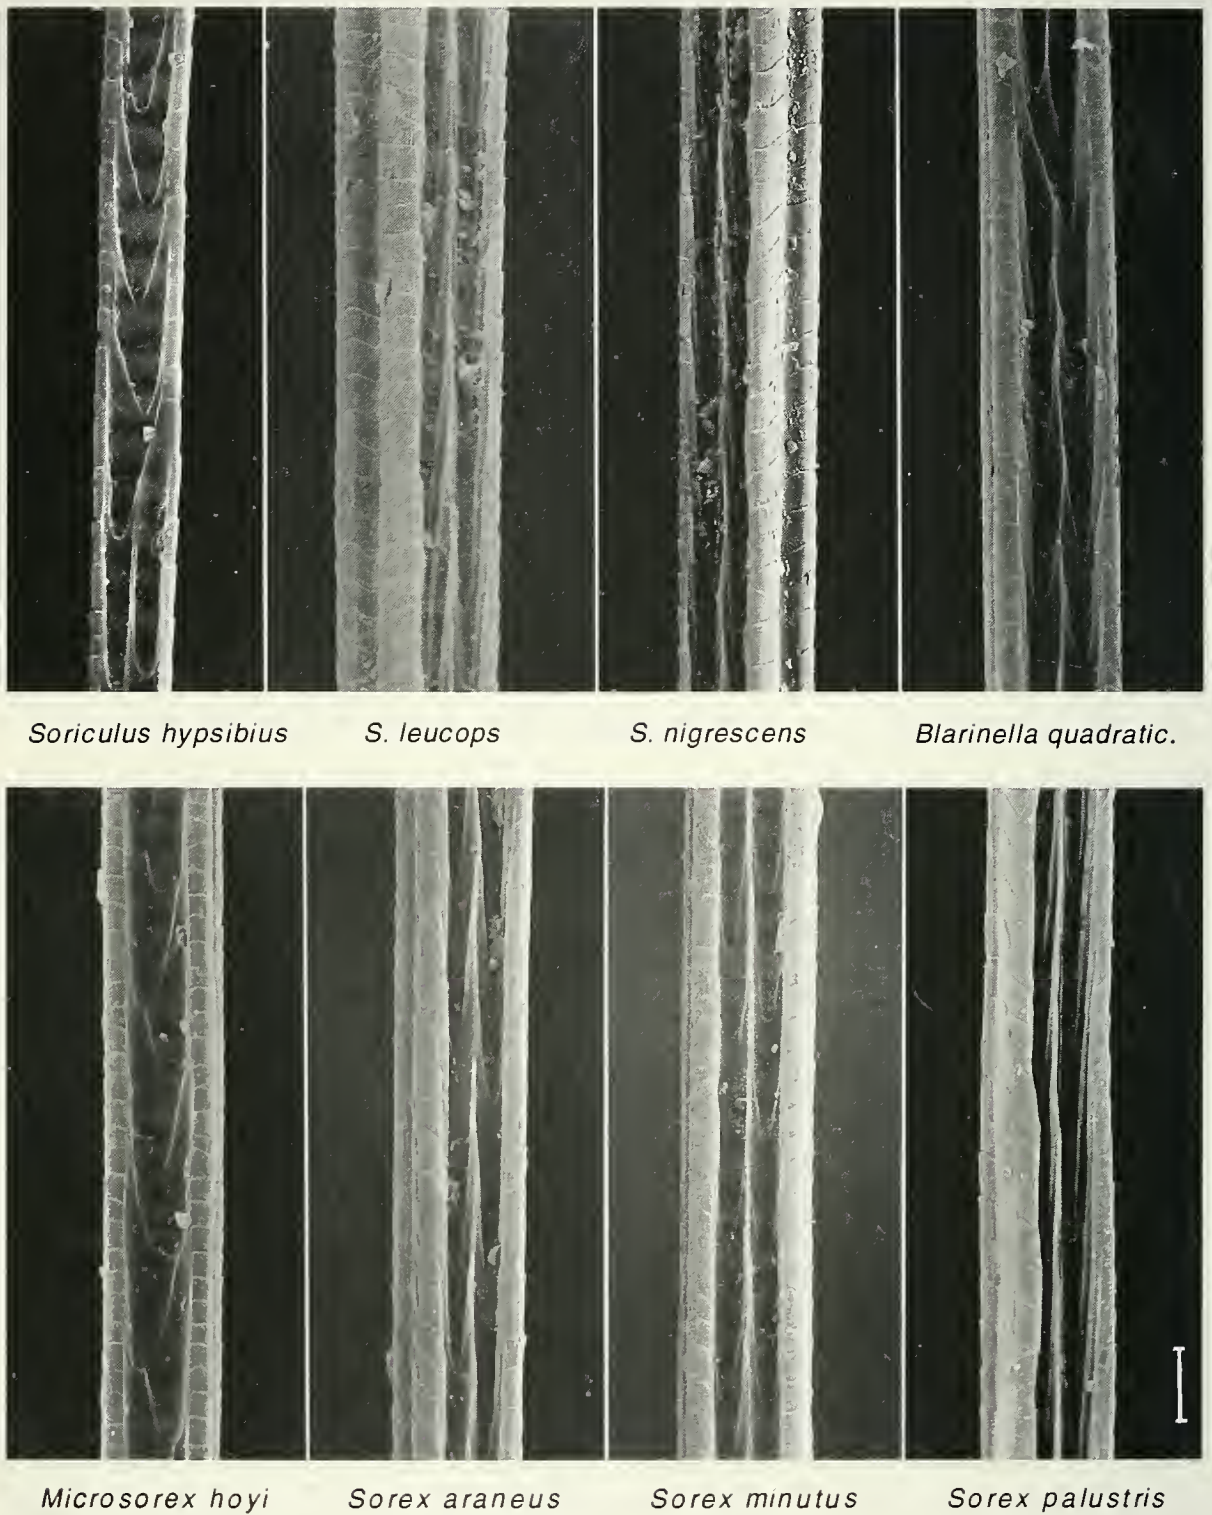 Soriculus hypsibius S. leucops S. nigrescens Blarinella quadratic.
Microsorex hoyi Sorex araneus Sorex minutus Sorex palustris